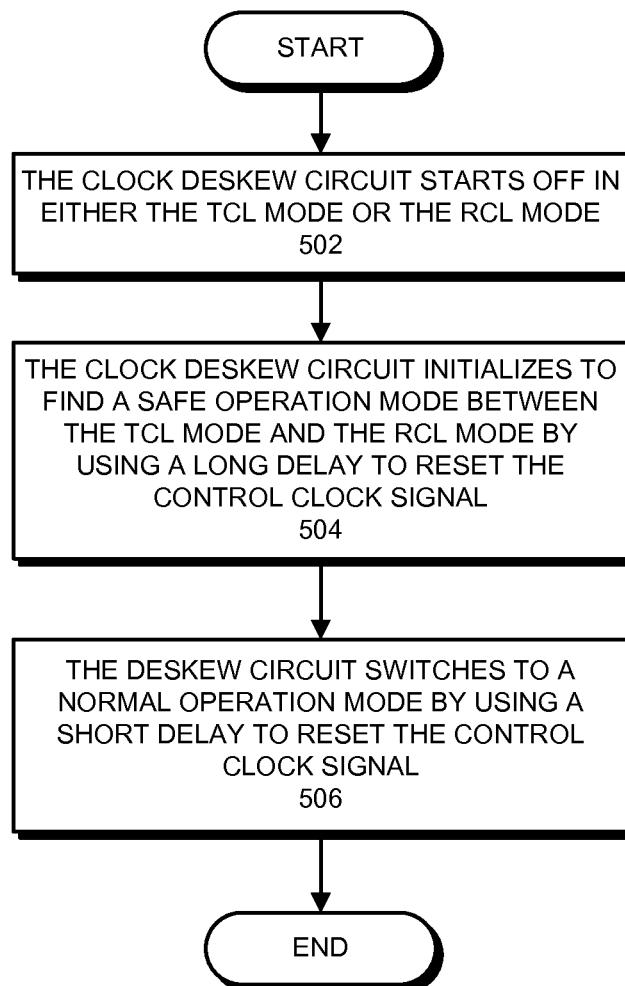 START
THE CLOCK DESKEW CIRCUIT STARTS OFF IN
EITHER THE TCL MODE OR THE RCL MODE
502
THE CLOCK DESKEW CIRCUIT INITIALIZES TO
FIND A SAFE OPERATION MODE BETWEEN
THE TCL MODE AND THE RCL MODE BY
USING A LONG DELAY TO RESET THE
CONTROL CLOCK SIGNAL
504
THE DESKEW CIRCUIT SWITCHES TO A
NORMAL OPERATION MODE BY USING A
SHORT DELAY TO RESET THE CONTROL
CLOCK SIGNAL
506
END